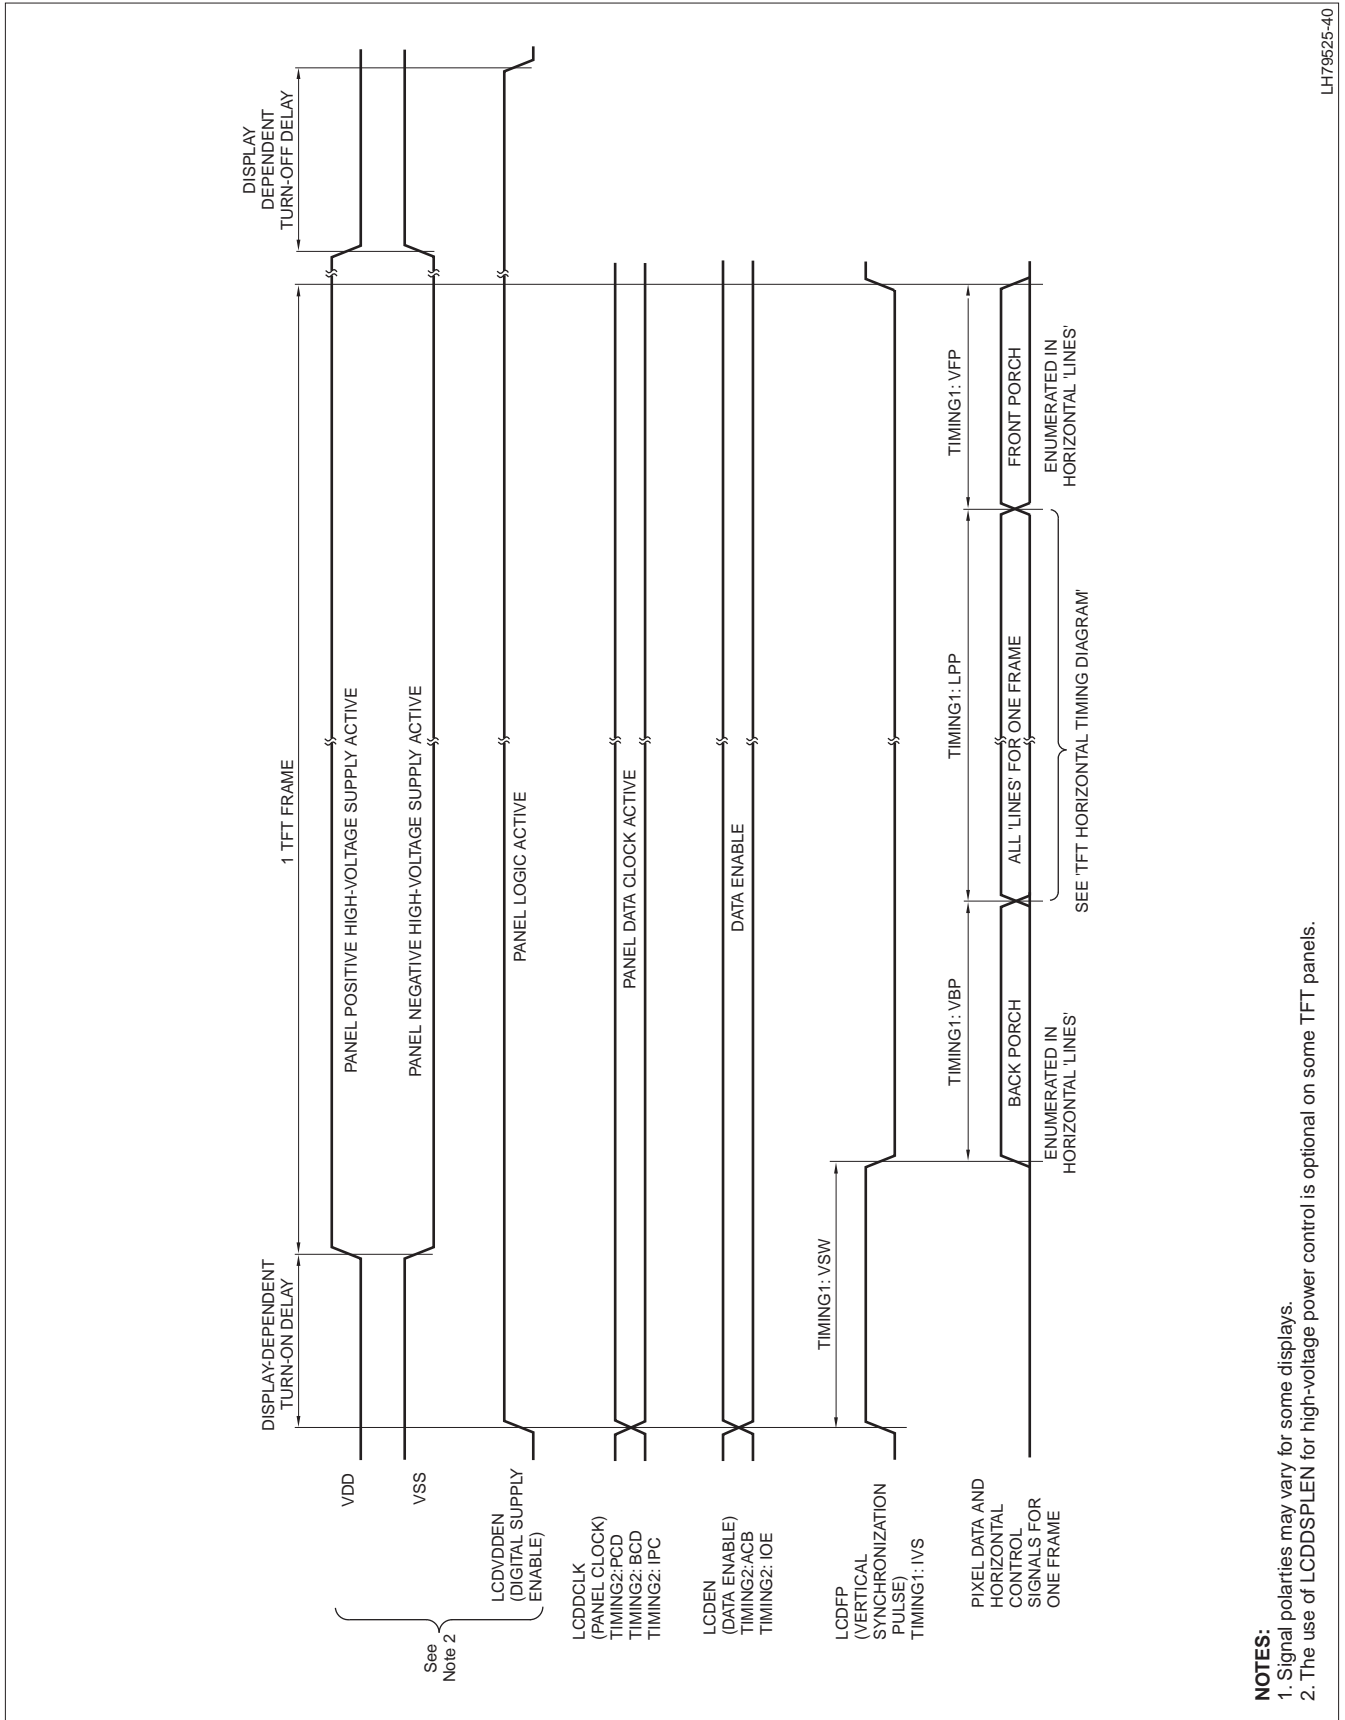 DISPLAY-DEPENDENT
TURN-ON DELAY
1 TFT FRAME
DISPLAY
DEPENDENT
TURN-OFF DELAY
VDD
PANEL POSITIVE HIGH-VOLTAGE SUPPLY ACTIVE
VSS
PANEL NEGATIVE HIGH-VOLTAGE SUPPLY ACTIVE
See
Note 2
LCDVDDEN
(DIGITAL SUPPLY
ENABLE)
PANEL LOGIC ACTIVE
LCDDCLK
(PANEL CLOCK)
TIMING2:PCD
TIMING2: BCD
TIMING2: IPC
PANEL DATA CLOCK ACTIVE
LCDEN
(DATA ENABLE)
TIMING2:ACB
TIMING2: IOE
DATA ENABLE
TIMING1: VSW
LCDFP
(VERTICAL
SYNCHRONIZATION
PULSE)
TIMING1: IVS
TIMING1: VBP
TIMING1: LPP
TIMING1: VFP
PIXEL DATA AND
HORIZONTAL
CONTROL
SIGNALS FOR
ONE FRAME
BACK PORCH
ALL 'LINES' FOR ONE FRAME
FRONT PORCH
ENUMERATED IN
HORIZONTAL 'LINES'
SEE 'TFT HORIZONTAL TIMING DIAGRAM'
ENUMERATED IN
HORIZONTAL 'LINES'
NOTES:
1. Signal polarties may vary for some displays.
2. The use of LCDDSPLEN for high-voltage power control is optional on some TFT panels.
LH79525-40